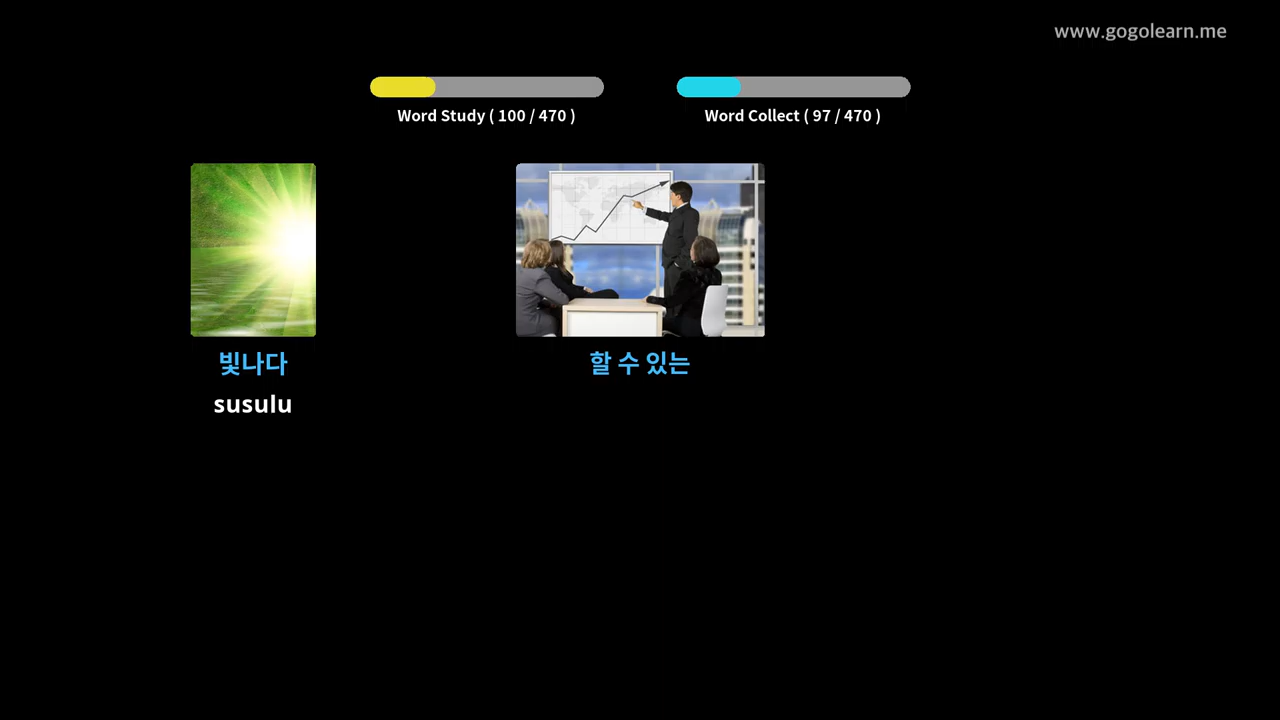 www.gogolearn.me
Word Study ( 100 / 470 )
Word Collect ( 97 / 470 )
빛나다
susulu
할 수 있는